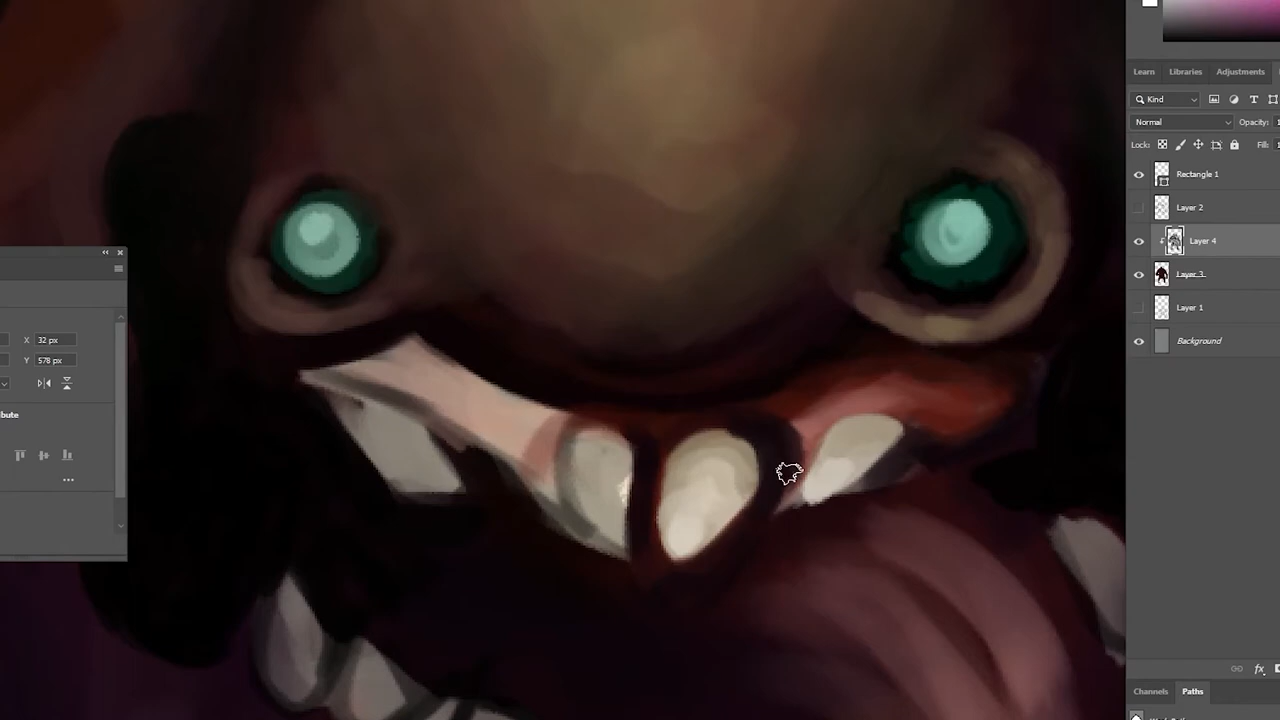 Learn Libraries Adjustments
Kind
Normal Opacity:
Lock: Fill:
Rectangle 1
Layer 2
Layer 4
Layer 3
Layer 1
Background
X 32 px
Y 578 px
bute
fx
Channels Paths